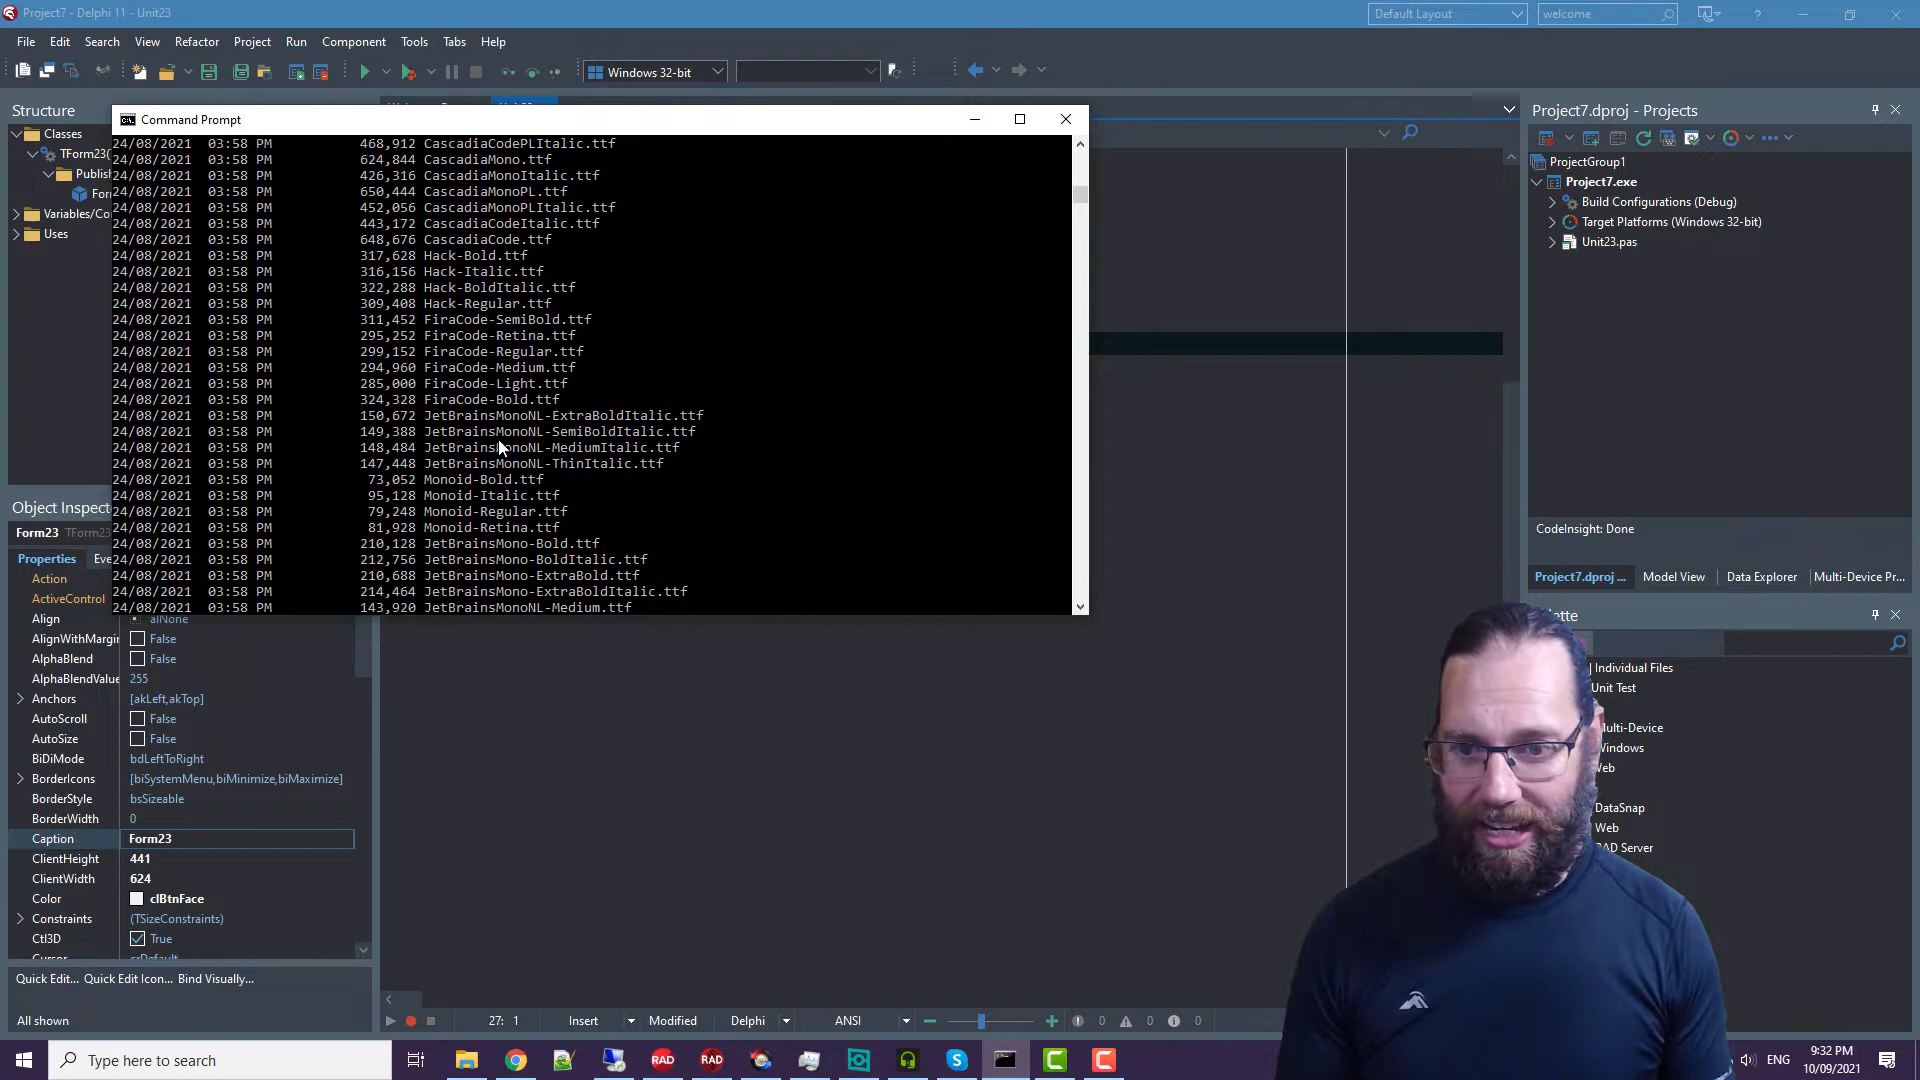 Project7 - Delphi 11 - Unit23
Default Layout
welcome
File Edit Search View Refactor Project Run Component Tools Tabs Help
Windows 32-bit
Structure
Classes
TForm23(
Publish
For
Variables/Co
Uses
Command Prompt
24/08/2021 03:58 PM 468,912 CascadiaCodePLItalic.ttf
24/08/2021 03:58 PM 624,844 CascadiaMono.ttf
24/08/2021 03:58 PM 426,316 CascadiaMonoItalic.ttf
24/08/2021 03:58 PM 650,444 CascadiaMonoPL.ttf
24/08/2021 03:58 PM 452,056 CascadiaMonoPLItalic.ttf
24/08/2021 03:58 PM 443,172 CascadiaCodeItalic.ttf
24/08/2021 03:58 PM 648,676 CascadiaCode.ttf
24/08/2021 03:58 PM 317,628 Hack-Bold.ttf
24/08/2021 03:58 PM 316,156 Hack-Italic.ttf
24/08/2021 03:58 PM 322,288 Hack-BoldItalic.ttf
24/08/2021 03:58 PM 309,408 Hack-Regular.ttf
24/08/2021 03:58 PM 311,452 FiraCode-SemiBold.ttf
24/08/2021 03:58 PM 295,252 FiraCode-Retina.ttf
24/08/2021 03:58 PM 299,152 FiraCode-Regular.ttf
24/08/2021 03:58 PM 294,960 FiraCode-Medium.ttf
24/08/2021 03:58 PM 285,000 FiraCode-Light.ttf
24/08/2021 03:58 PM 324,328 FiraCode-Bold.ttf
24/08/2021 03:58 PM 150,672 JetBrainsMonoNL-ExtraBoldItalic.ttf
24/08/2021 03:58 PM 149,388 JetBrainsMonoNL-SemiBoldItalic.ttf
24/08/2021 03:58 PM 148,484 JetBrainsMonoNL-MediumItalic.ttf
24/08/2021 03:58 PM 147,448 JetBrainsMonoNL-ThinItalic.ttf
24/08/2021 03:58 PM 73,052 Monoid-Bold.ttf
24/08/2021 03:58 PM 95,128 Monoid-Italic.ttf
24/08/2021 03:58 PM 79,248 Monoid-Regular.ttf
24/08/2021 03:58 PM 81,928 Monoid-Retina.ttf
24/08/2021 03:58 PM 210,128 JetBrainsMono-Bold.ttf
24/08/2021 03:58 PM 212,756 JetBrainsMono-BoldItalic.ttf
24/08/2021 03:58 PM 210,688 JetBrainsMono-ExtraBold.ttf
24/08/2021 03:58 PM 214,464 JetBrainsMono-ExtraBoldItalic.ttf
24/08/2021 03:58 PM 143,920 JetBrainsMonoNL-Medium.ttf
Object Inspect
Form23 TForm23
Properties Eve
Action
ActiveControl
Align alNone
AlignWithMargin False
AlphaBlend False
AlphaBlendValue 255
Anchors [akLeft,akTop]
AutoScroll False
AutoSize False
BiDiMode bdLeftToRight
BorderIcons [biSystemMenu,biMinimize,biMaximize]
BorderStyle bsSizeable
BorderWidth 0
Caption Form23
ClientHeight 441
ClientWidth 624
Color clBtnFace
Constraints (TSizeConstraints)
Ctl3D True
Cursor crDefault
Quick Edit... Quick Edit Icon... Bind Visually...
All shown
27: 1 Insert Modified Delphi ANSI 0 0 0
Project7.dproj - Projects
ProjectGroup1
Project7.exe
Build Configurations (Debug)
Target Platforms (Windows 32-bit)
Unit23.pas
CodeInsight: Done
Project7.dproj ... Model View Data Explorer Multi-Device Pr...
lette
Individual Files
Unit Test
ulti-Device
Windows
Web
DataSnap
Web
RAD Server
Type here to search
RAD RAD
ENG
9:32 PM
10/09/2021